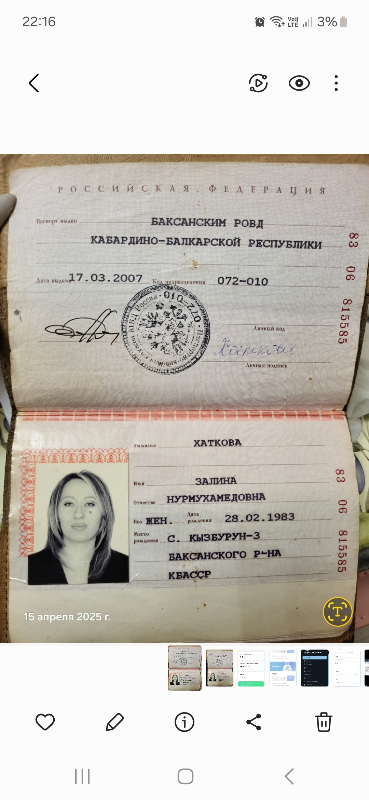 22:16
3%
РОССИЙСКАЯ ФЕДЕРАЦИЯ
Паспорт выдан БАКСАНСКИМ РОВД
КАБАРДИНО-БАЛКАРСКОЙ РЕСПУБЛИКИ
Дата выдачи 17.03.2007 Код подразделения 072-010
83 06 815585
Личный код
Личная подпись
Фамилия ХАТКОВА
Имя ЗАЛИНА
Отчество НУРМУХАМЕДОВНА
Пол ЖЕН. Дата рождения 28.02.1983
Место рождения С. КЫЗБУРУН-3
БАКСАНСКОГО Р-НА
КБАССР
83 06 815585
15 апреля 2025 г.